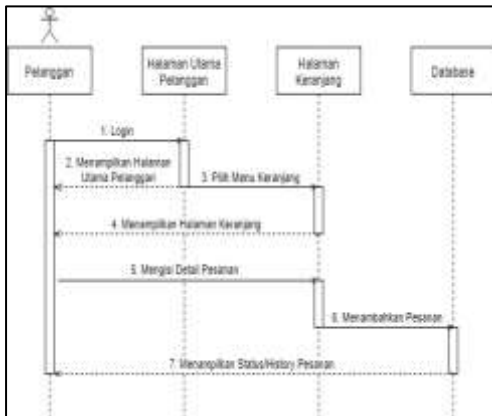 Pelanggan
Halaman Utama
Pelanggan
Halaman
Keranjang
Database
1. Login
2. Menampilkan Halaman
Utama Pelanggan
3. Pilih Menu Keranjang
4. Menampilkan Halaman Keranjang
5. Mengisi Detail Pesanan
6. Menambahkan Pesanan
7. Menampilkan Status/History Pesanan